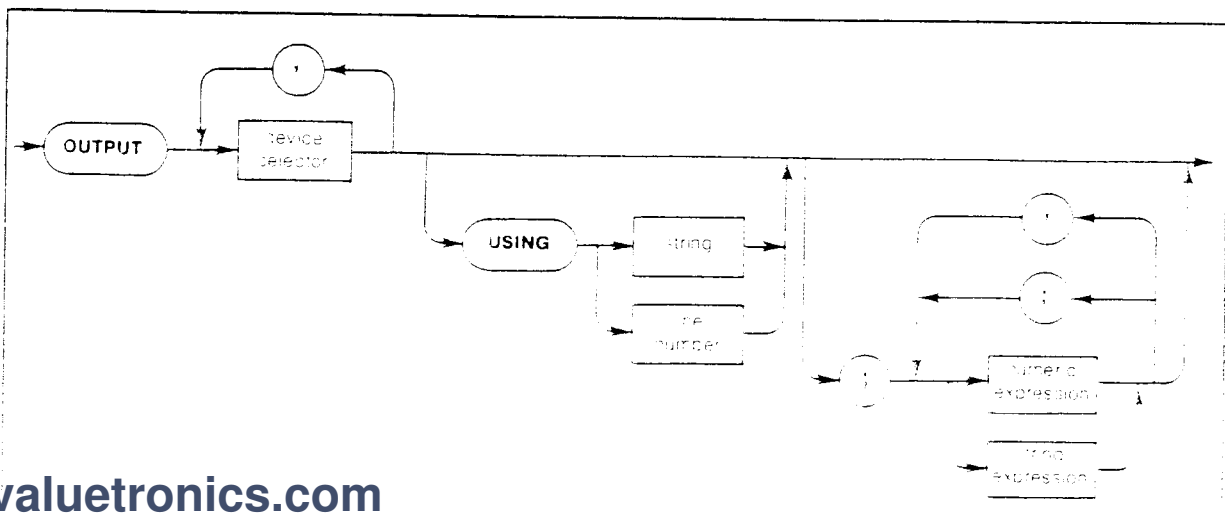 ,
OUTPUT
device
selector
USING
string
line
number
,
;
;
numeric
expression
string
expression
valuetronics.com